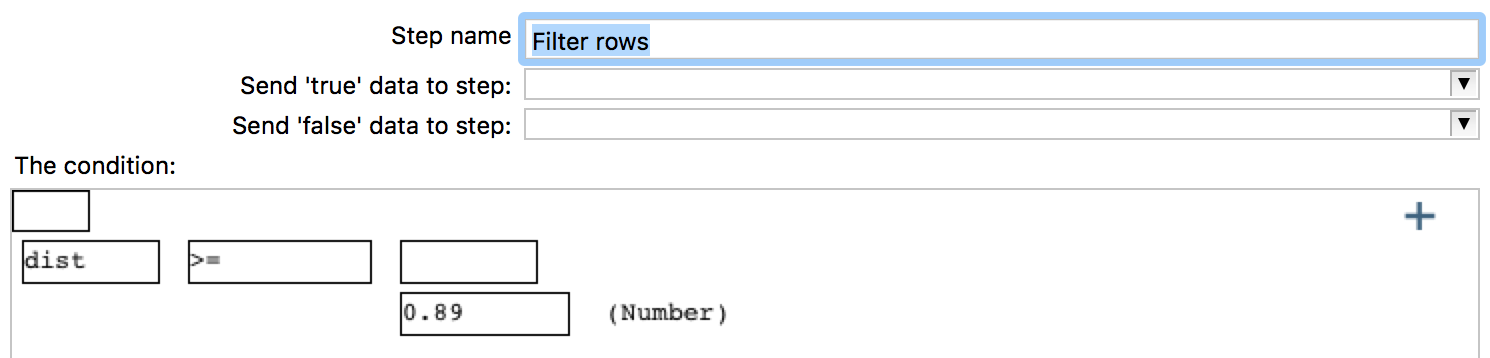 Step name Filter rows
Send 'true' data to step: ▼
Send 'false' data to step: ▼
The condition:
+
dist >=
0.89 (Number)